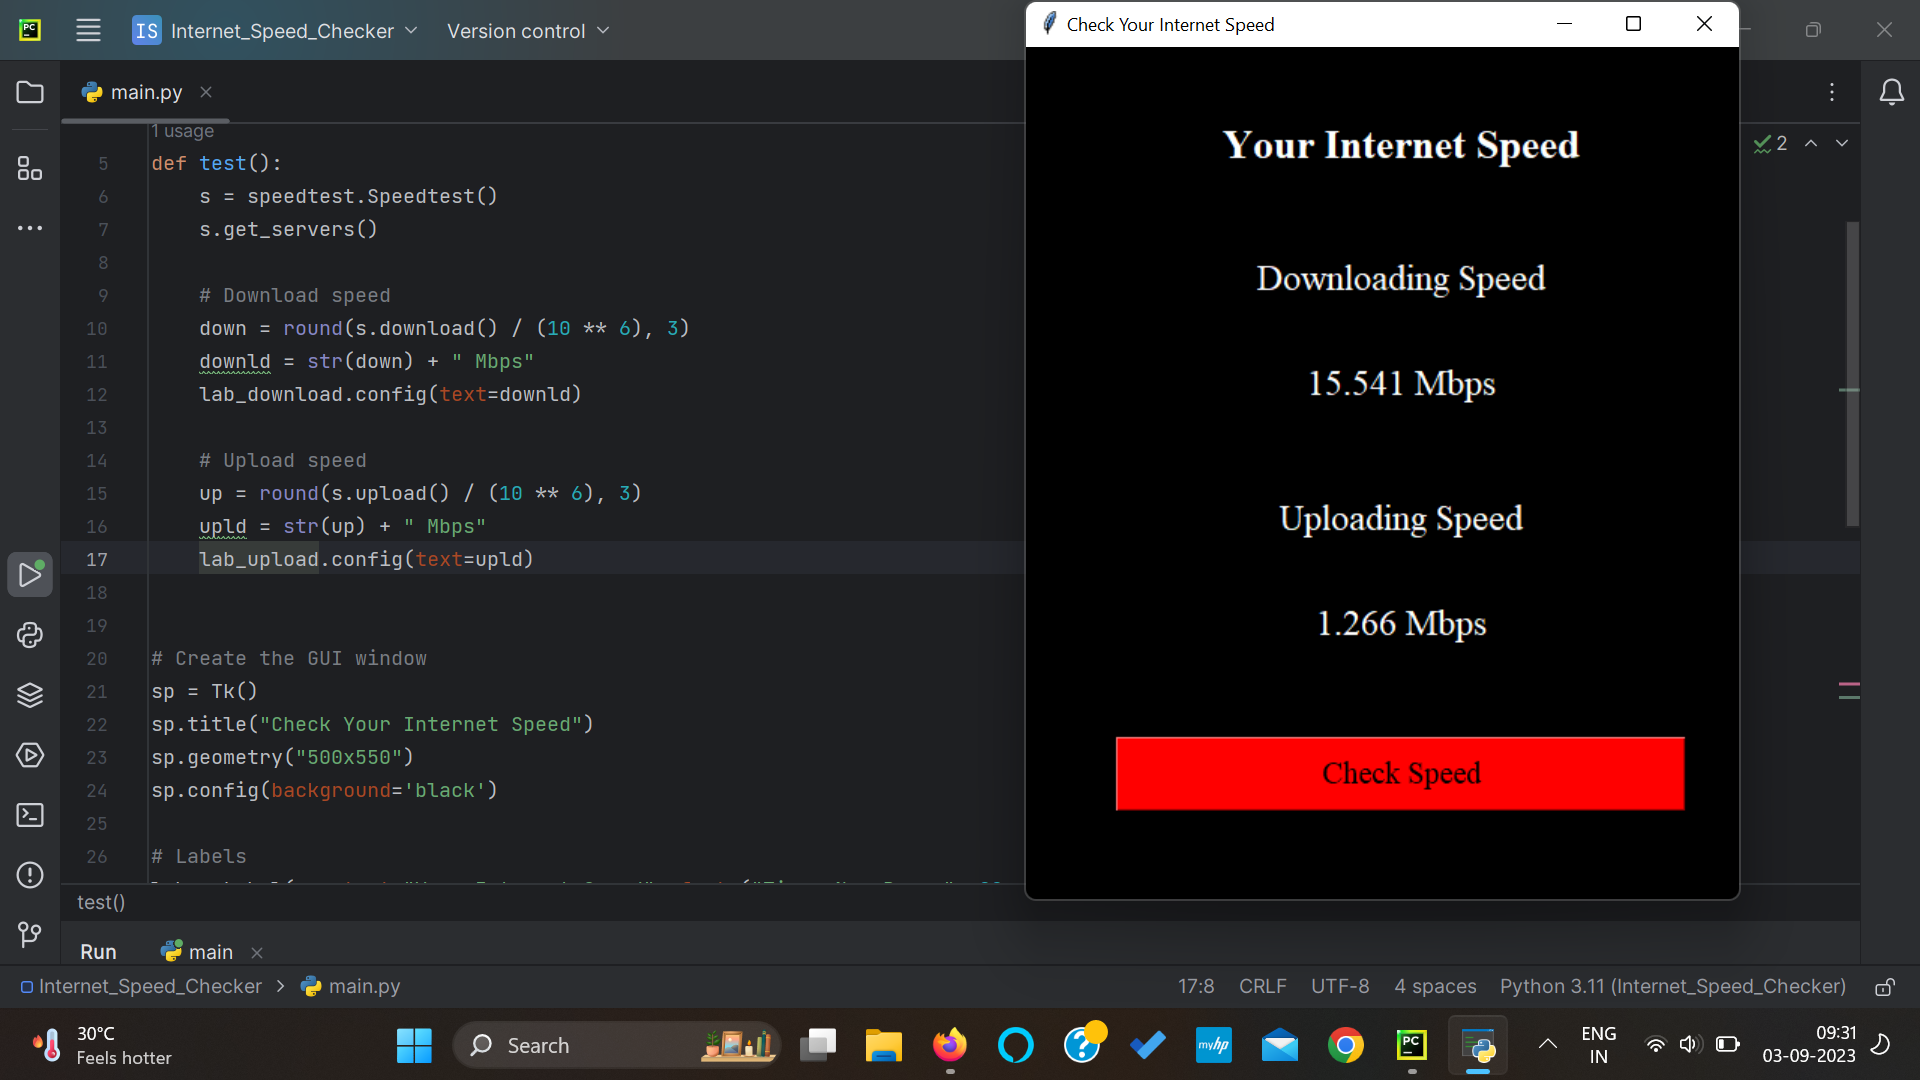 PC
IS Internet_Speed_Checker Version control
main.py
1 usage
5 def test():
6 s = speedtest.Speedtest()
7 s.get_servers()
8
9 # Download speed
10 down = round(s.download() / (10 ** 6), 3)
11 downld = str(down) + " Mbps"
12 lab_download.config(text=downld)
13
14 # Upload speed
15 up = round(s.upload() / (10 ** 6), 3)
16 upld = str(up) + " Mbps"
17 lab_upload.config(text=upld)
18
19
20 # Create the GUI window
21 sp = Tk()
22 sp.title("Check Your Internet Speed")
23 sp.geometry("500x550")
24 sp.config(background='black')
25
26 # Labels
test()
Run main
Internet_Speed_Checker > main.py
17:8 CRLF UTF-8 4 spaces Python 3.11 (Internet_Speed_Checker)
2
Check Your Internet Speed
Your Internet Speed
Downloading Speed
15.541 Mbps
Uploading Speed
1.266 Mbps
Check Speed
30°C
Feels hotter
Search
myhp
PC
ENG
IN
09:31
03-09-2023